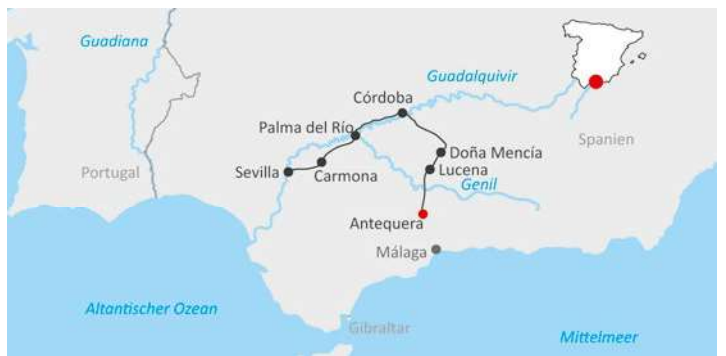 Guadiana
Guadalquivir
Córdoba
Palma del Río
Spanien
Doña Mencía
Portugal
Sevilla
Carmona
Lucena
Genil
Antequera
Málaga
Altantischer Ozean
Gibraltar
Mittelmeer